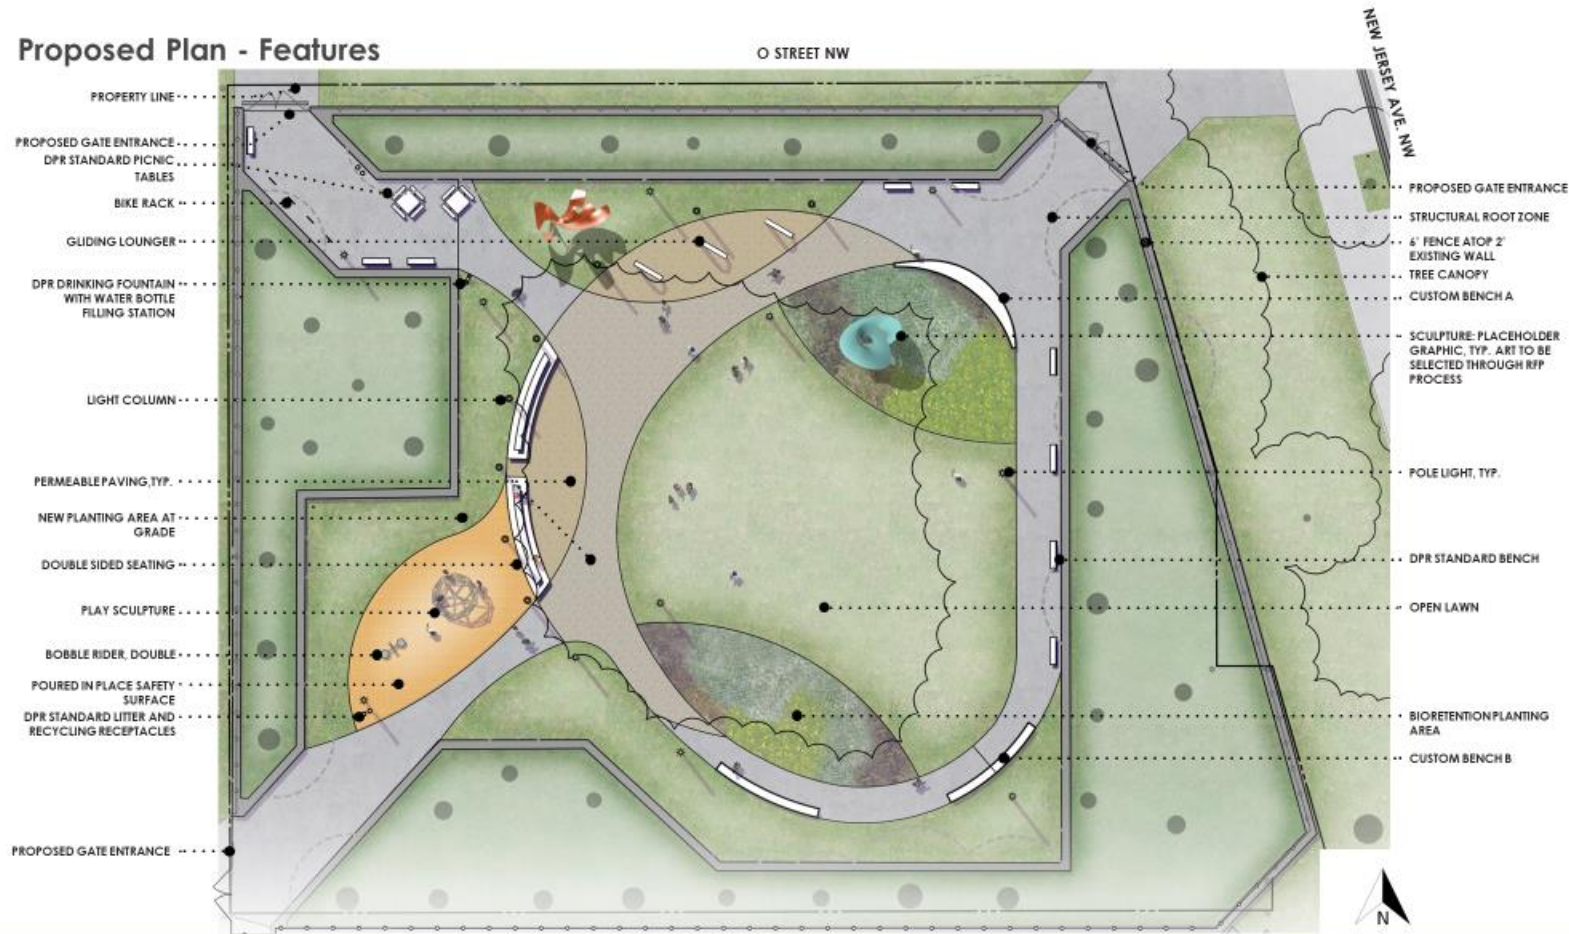 Proposed Plan - Features
O STREET NW
NEW JERSEY AVE. NW
PROPERTY LINE
PROPOSED GATE ENTRANCE
DPR STANDARD PICNIC
TABLES
BIKE RACK
GLIDING LOUNGER
DPR DRINKING FOUNTAIN
WITH WATER BOTTLE
FILLING STATION
LIGHT COLUMN
PERMEABLE PAVING,TYP.
NEW PLANTING AREA AT
GRADE
DOUBLE SIDED SEATING
PLAY SCULPTURE
BOBBLE RIDER, DOUBLE
POURED IN PLACE SAFETY
SURFACE
DPR STANDARD LITTER AND
RECYCLING RECEPTACLES
PROPOSED GATE ENTRANCE
PROPOSED GATE ENTRANCE
STRUCTURAL ROOT ZONE
6' FENCE ATOP 2'
EXISTING WALL
TREE CANOPY
CUSTOM BENCH A
SCULPTURE: PLACEHOLDER
GRAPHIC, TYP. ART TO BE
SELECTED THROUGH RFP
PROCESS
POLE LIGHT, TYP.
DPR STANDARD BENCH
OPEN LAWN
BIORETENTION PLANTING
AREA
CUSTOM BENCH B
N